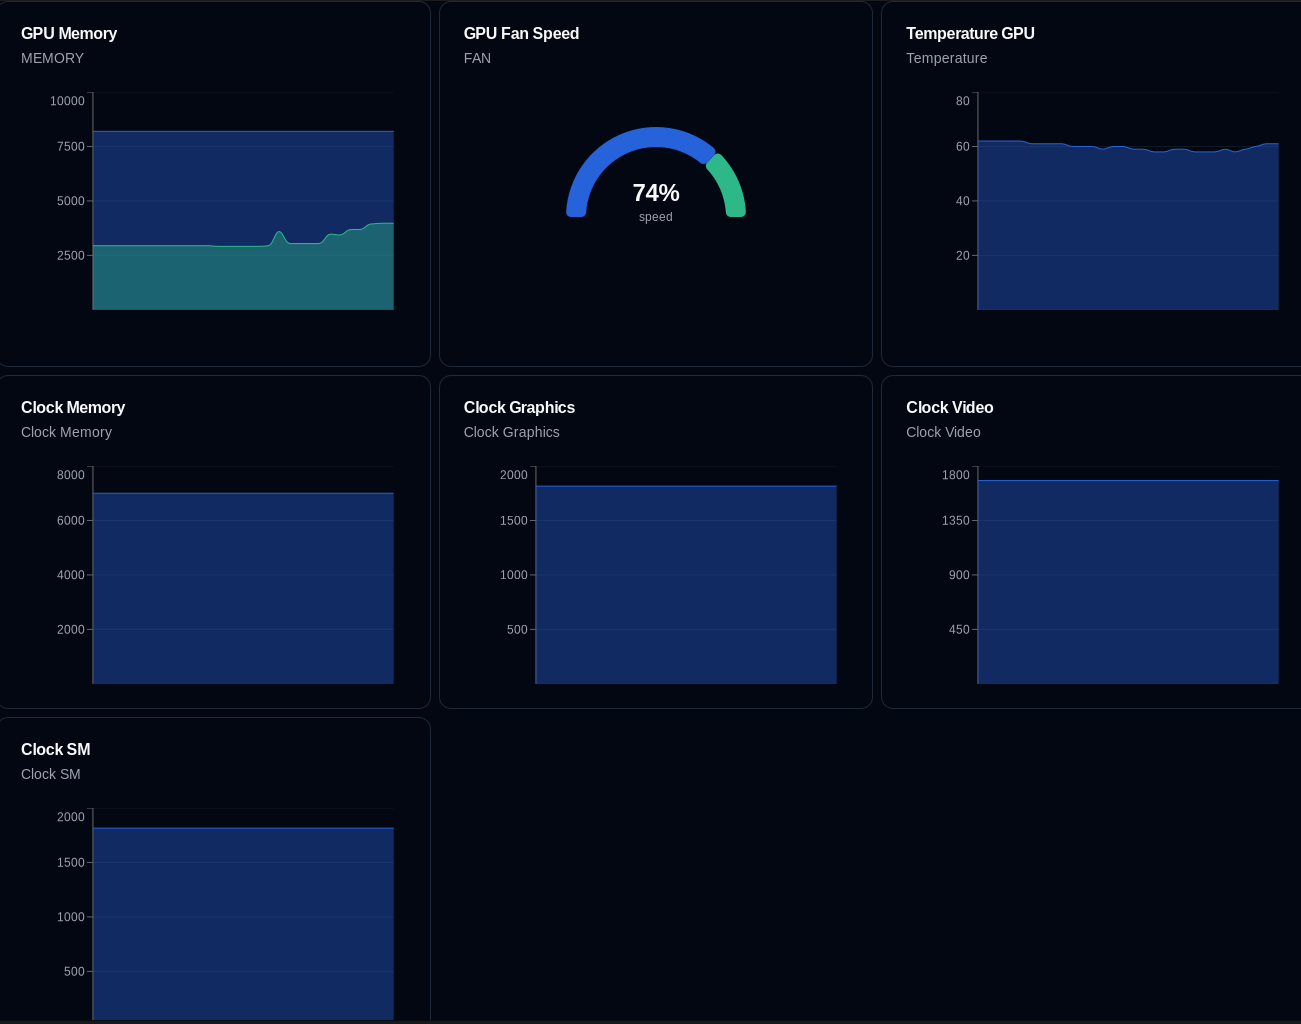 GPU Memory
MEMORY
10000
7500
5000
2500
GPU Fan Speed
FAN
74%
speed
Temperature GPU
Temperature
80
60
40
20
Clock Memory
Clock Memory
8000
6000
4000
2000
Clock Graphics
Clock Graphics
2000
1500
1000
500
Clock Video
Clock Video
1800
1350
900
450
Clock SM
Clock SM
2000
1500
1000
500